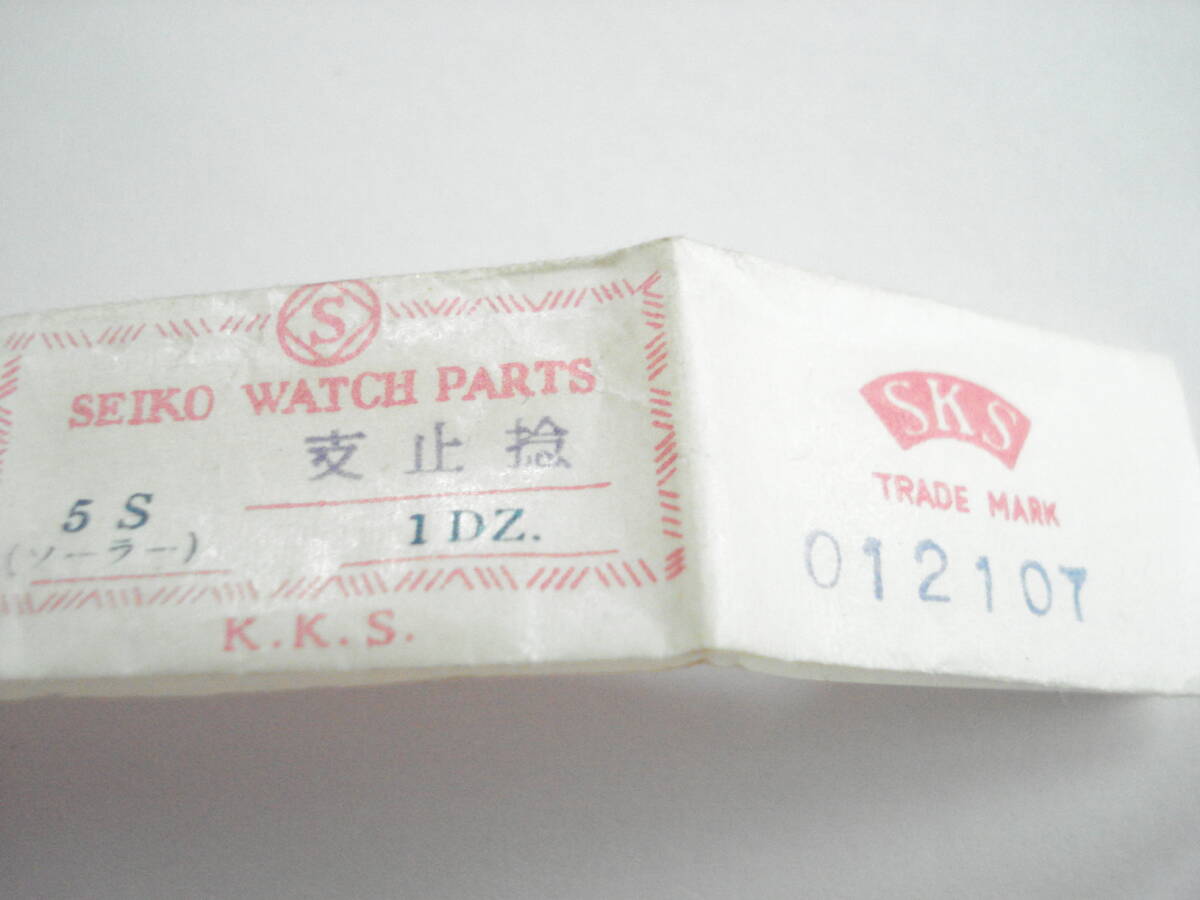 S
SEIKO WATCH PARTS
支止捻
5 S
(ソーラー)
1 DZ.
K.K.S.
SKS
TRADE MARK
012107